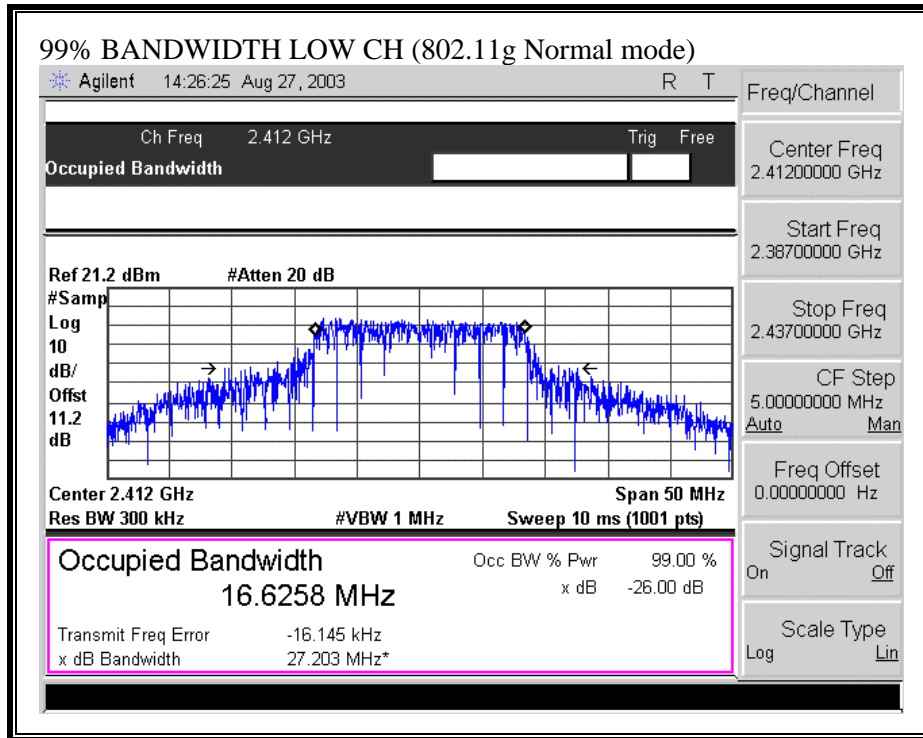 99% BANDWIDTH LOW CH (802.11g Normal mode)
Agilent 14:26:25 Aug 27, 2003 R T
Freq/Channel
Ch Freq 2.412 GHz Trig Free
Occupied Bandwidth
Center Freq
2.41200000 GHz
Start Freq
2.38700000 GHz
Stop Freq
2.43700000 GHz
CF Step
5.00000000 MHz
Auto Man
Freq Offset
0.00000000 Hz
Signal Track
On Off
Scale Type
Log Lin
Ref 21.2 dBm #Atten 20 dB
#Samp
Log
10
dB/
Offst
11.2
dB
Center 2.412 GHz Span 50 MHz
Res BW 300 kHz #VBW 1 MHz Sweep 10 ms (1001 pts)
Occupied Bandwidth
16.6258 MHz
Occ BW % Pwr 99.00 %
x dB -26.00 dB
Transmit Freq Error -16.145 kHz
x dB Bandwidth 27.203 MHz*